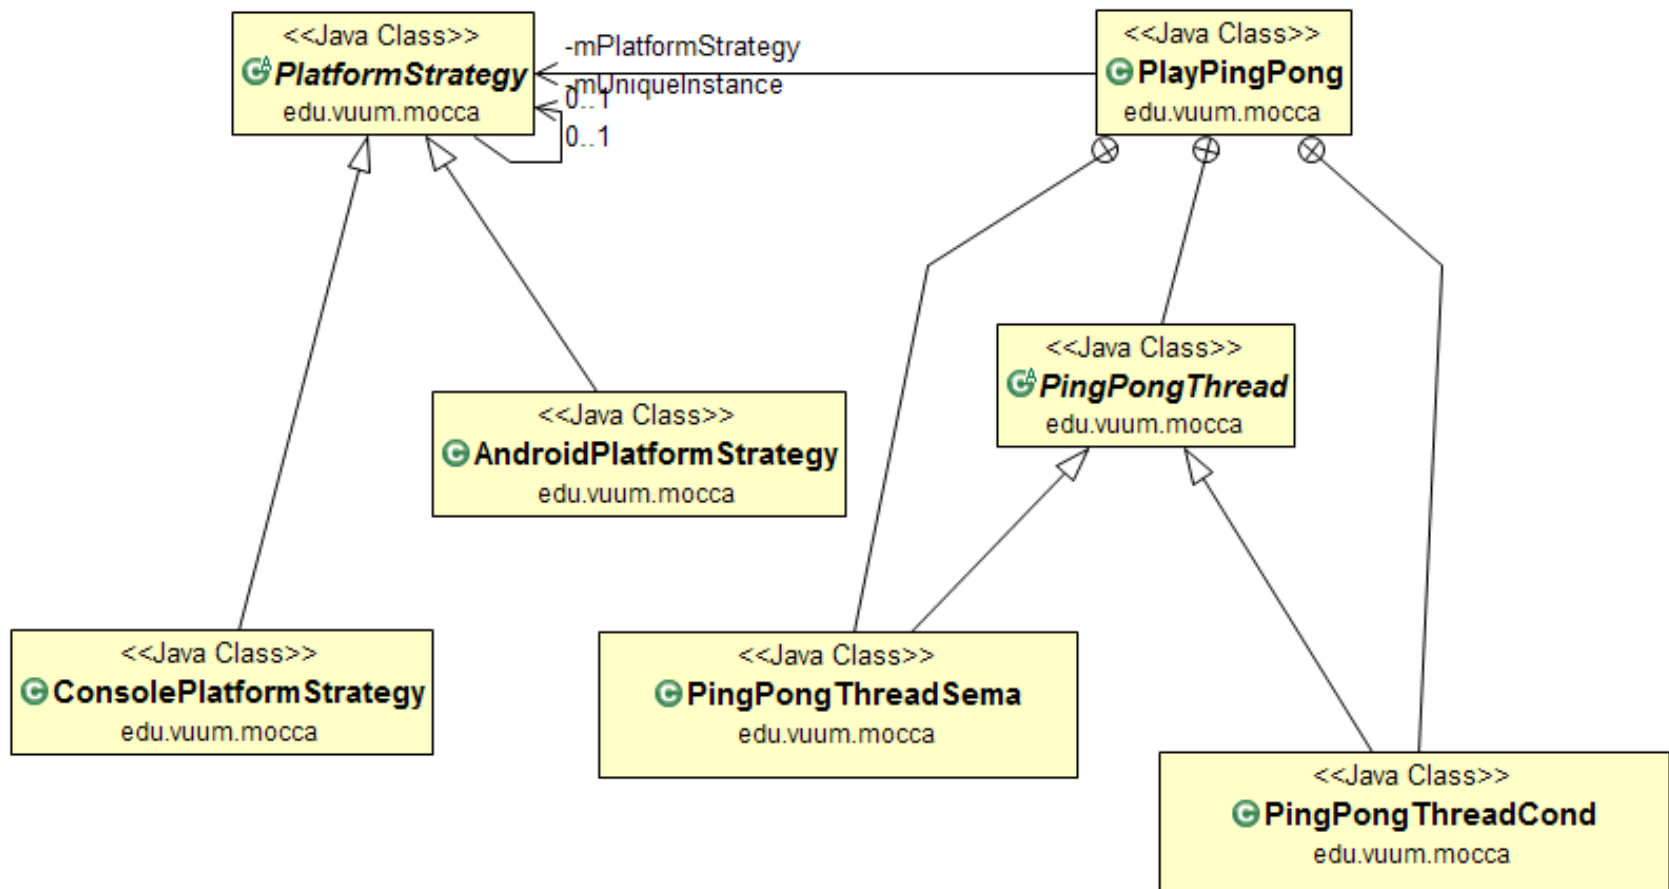 <<Java Class>>
PlatformStrategy
edu.vuum.mocca
-mPlatformStrategy
-mUniqueInstance
0..1
0..1
<<Java Class>>
PlayPingPong
edu.vuum.mocca
<<Java Class>>
PingPongThread
edu.vuum.mocca
<<Java Class>>
AndroidPlatformStrategy
edu.vuum.mocca
<<Java Class>>
ConsolePlatformStrategy
edu.vuum.mocca
<<Java Class>>
PingPongThreadSema
edu.vuum.mocca
<<Java Class>>
PingPongThreadCond
edu.vuum.mocca